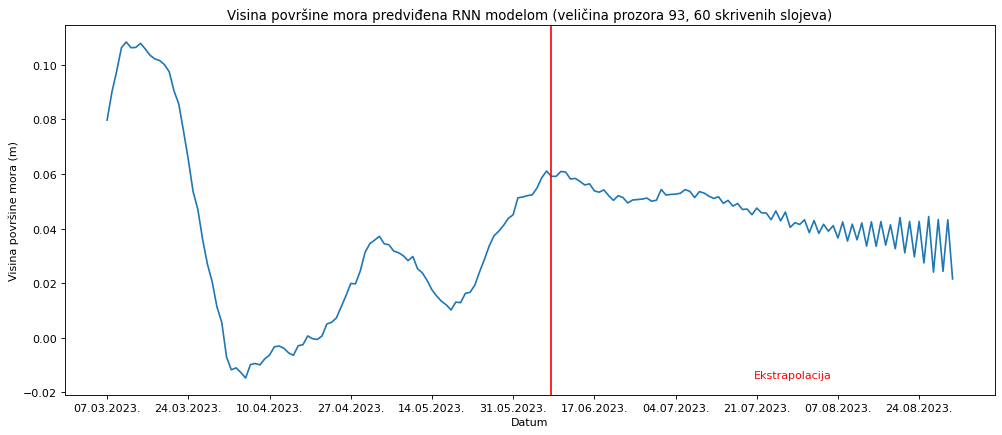 Visina površine mora predviđena RNN modelom (veličina prozora 93, 60 skrivenih slojeva)
Visina površine mora (m)
0.10
0.08
0.06
0.04
0.02
0.00
−0.02
Ekstrapolacija
07.03.2023. 24.03.2023. 10.04.2023. 27.04.2023. 14.05.2023. 31.05.2023. 17.06.2023. 04.07.2023. 21.07.2023. 07.08.2023. 24.08.2023.
Datum